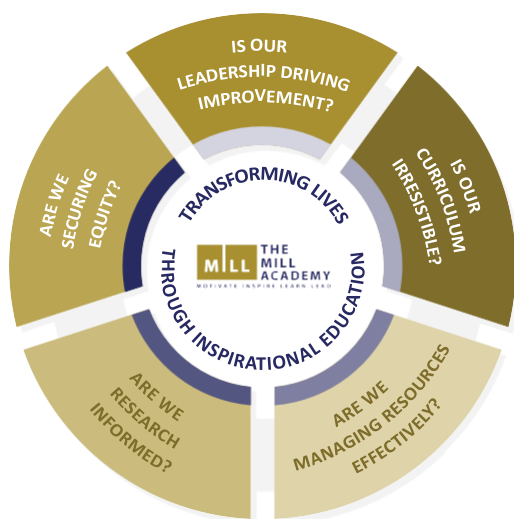 IS OUR
LEADERSHIP DRIVING
IMPROVEMENT?
IS OUR
CURRICULUM
IRRESISTIBLE?
ARE WE
MANAGING RESOURCES
EFFECTIVELY?
ARE WE
RESEARCH
INFORMED?
ARE WE
SECURING
EQUITY?
TRANSFORMING LIVES
THROUGH INSPIRATIONAL EDUCATION
MILL
THE
MILL
ACADEMY
MOTIVATE INSPIRE LEARN LEAD